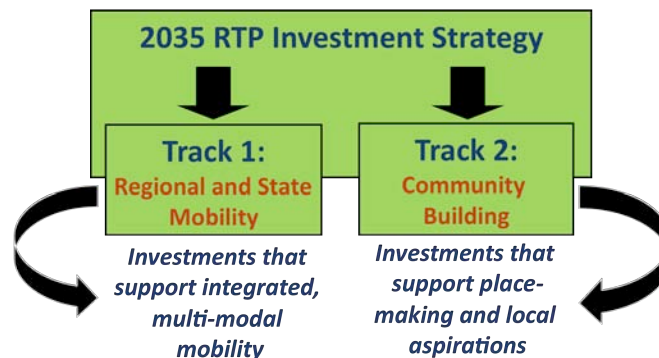 2035 RTP Investment Strategy
Track 1:
Regional and State
Mobility
Investments that
support integrated,
multi-modal
mobility
Track 2:
Community
Building
Investments that
support place-
making and local
aspirations